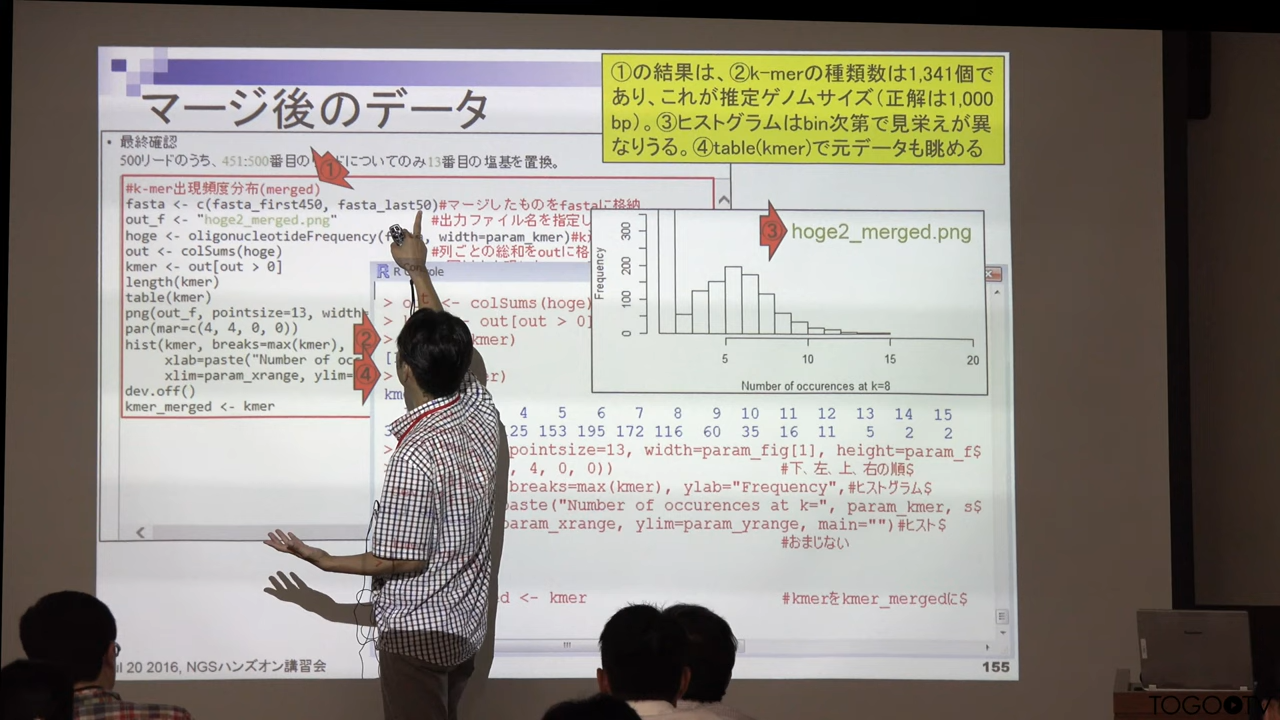 マージ後のデータ
①の結果は、②k-merの種類数は1,341個で
あり、これが推定ゲノムサイズ(正解は1,000
bp)。③ヒストグラムはbin次第で見栄えが異
なりうる。④table(kmer)で元データも眺める
• 最終確認
500リードのうち、451:500番目の ドについてのみ13番目の塩基を置換。
①
#k-mer出現頻度分布(merged)
fasta <- c(fasta_first450, fasta_last50)#マージしたものをfastaに格納
out_f <- "hoge2_merged.png" #出力ファイル名を指定し
hoge <- oligonucleotideFrequency( , width=param_kmer)#k
out <- colSums(hoge) #列ごとの総和をoutに格
kmer <- out[out > 0]
length(kmer)
table(kmer)
png(out_f, pointsize=13, width=
par(mar=c(4, 4, 0, 0))
hist(kmer, breaks=max(kmer),
xlab=paste("Number of oc
xlim=param_xrange, ylim=
dev.off()
kmer_merged <- kmer
②
④
③
hoge2_merged.png
Frequency
0 100 200 300
5 10 15 20
Number of occurences at k=8
R Console
> <- colSums(hoge)
> <- out[out > 0]
> kmer)
[
> )
4 5 6 7 8 9 10 11 12 13 14 15
25 153 195 172 116 60 35 16 11 5 2 2
pointsize=13, width=param_fig[1], height=param_f$
, 4, 0, 0)) #下、左、上、右の順$
breaks=max(kmer), ylab="Frequency",#ヒストグラム$
paste("Number of occurences at k=", param_kmer, s$
param_xrange, ylim=param_yrange, main="")#ヒスト$
#おまじない
d <- kmer #kmerをkmer_mergedに$
ul 20 2016, NGSハンズオン講習会
155
TOGOTV